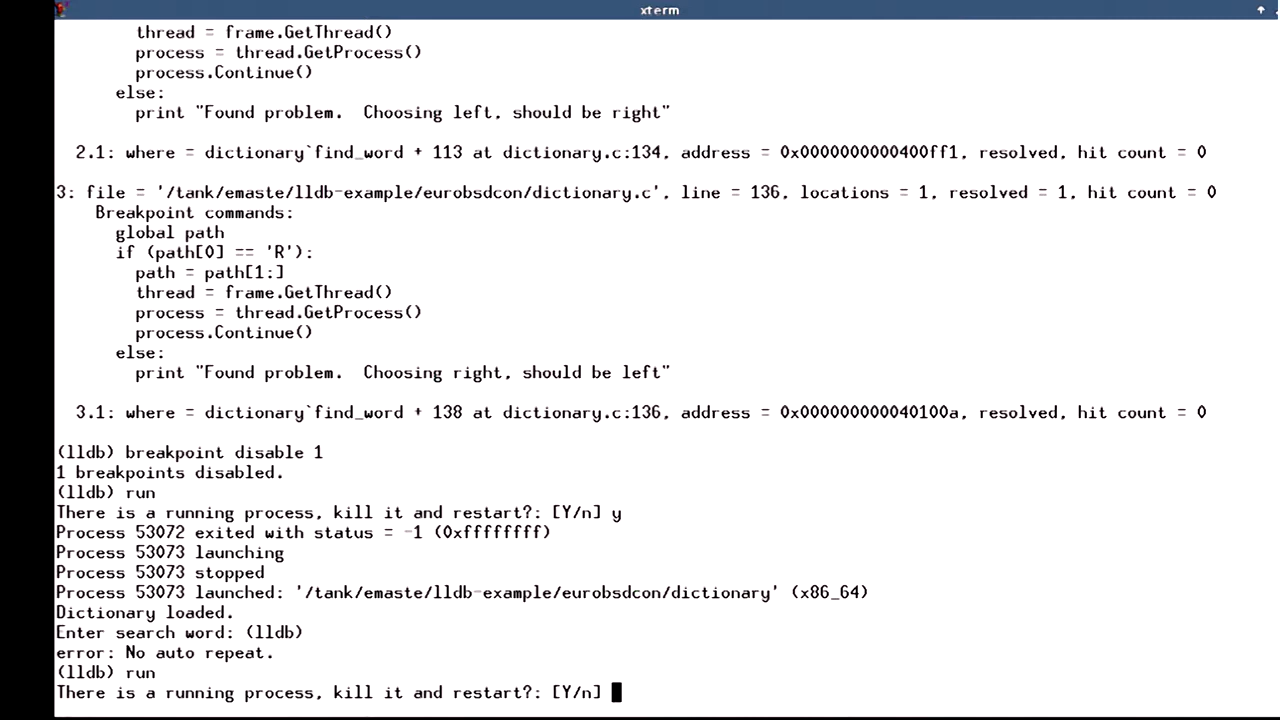 xterm
thread = frame.GetThread()
process = thread.GetProcess()
process.Continue()
else:
print "Found problem.  Choosing left, should be right"
2.1: where = dictionary`find_word + 113 at dictionary.c:134, address = 0x0000000000400ff1, resolved, hit count = 0
3: file = '/tank/emaste/lldb-example/eurobsdcon/dictionary.c', line = 136, locations = 1, resolved = 1, hit count = 0
Breakpoint commands:
global path
if (path[0] == 'R'):
path = path[1:]
thread = frame.GetThread()
process = thread.GetProcess()
process.Continue()
else:
print "Found problem.  Choosing right, should be left"
3.1: where = dictionary`find_word + 138 at dictionary.c:136, address = 0x000000000040100a, resolved, hit count = 0
(lldb) breakpoint disable 1
1 breakpoints disabled.
(lldb) run
There is a running process, kill it and restart?: [Y/n] y
Process 53072 exited with status = -1 (0xffffffff)
Process 53073 launching
Process 53073 stopped
Process 53073 launched: '/tank/emaste/lldb-example/eurobsdcon/dictionary' (x86_64)
Dictionary loaded.
Enter search word: (lldb)
error: No auto repeat.
(lldb) run
There is a running process, kill it and restart?: [Y/n]